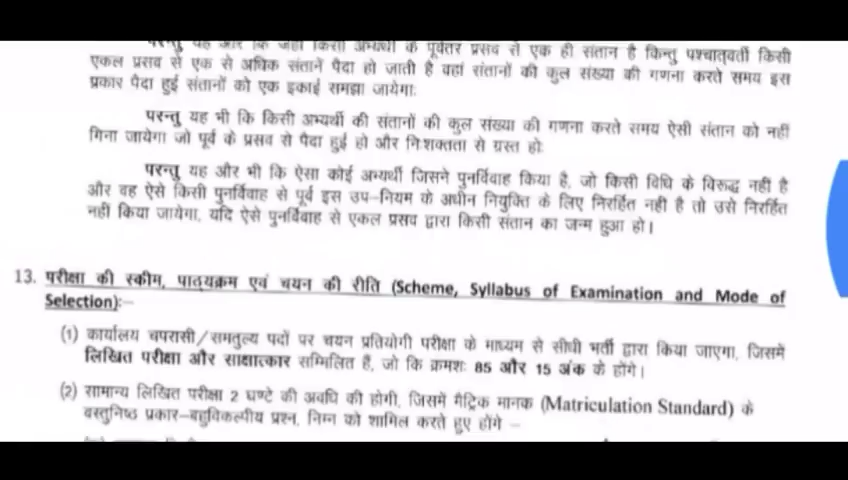 परन्तु यह और कि जहां किसी अभ्यर्थी के पूर्वतर प्रसव से एक ही संतान है किन्तु पश्चात्वर्ती किसी
एकल प्रसव से एक से अधिक संतानें पैदा हो जाती है वहां संतानों की कुल संख्या की गणना करते समय इस
प्रकार पैदा हुई संतानों को एक इकाई समझा जायेगा:
परन्तु यह भी कि किसी अभ्यर्थी की संतानों की कुल संख्या की गणना करते समय ऐसी संतान को नहीं
गिना जायेगा जो पूर्व के प्रसव से पैदा हुई हो और निःशक्तता से ग्रस्त हो:
परन्तु यह और भी कि ऐसा कोई अभ्यर्थी जिसने पुनर्विवाह किया है, जो किसी विधि के विरूद्ध नहीं है
और वह ऐसे किसी पुनर्विवाह से पूर्व इस उप–नियम के अधीन नियुक्ति के लिए निरर्हित नही है तो उसे निरर्हित
नहीं किया जायेगा, यदि ऐसे पुनर्विवाह से एकल प्रसव द्वारा किसी संतान का जन्म हुआ हो।
13. परीक्षा की स्कीम, पाठ्यक्रम एवं चयन की रीति (Scheme, Syllabus of Examination and Mode of
Selection):–
(1) कार्यालय चपरासी/समतुल्य पदों पर चयन प्रतियोगी परीक्षा के माध्यम से सीधी भर्ती द्वारा किया जाएगा, जिसमें
लिखित परीक्षा और साक्षात्कार सम्मिलित हैं, जो कि क्रमशः 85 और 15 अंक के होंगे।
(2) सामान्य लिखित परीक्षा 2 घण्टे की अवधि की होगी, जिसमें मैट्रिक मानक (Matriculation Standard) के
वस्तुनिष्ठ प्रकार–बहुविकल्पीय प्रश्न, निम्न को शामिल करते हुए होंगे –